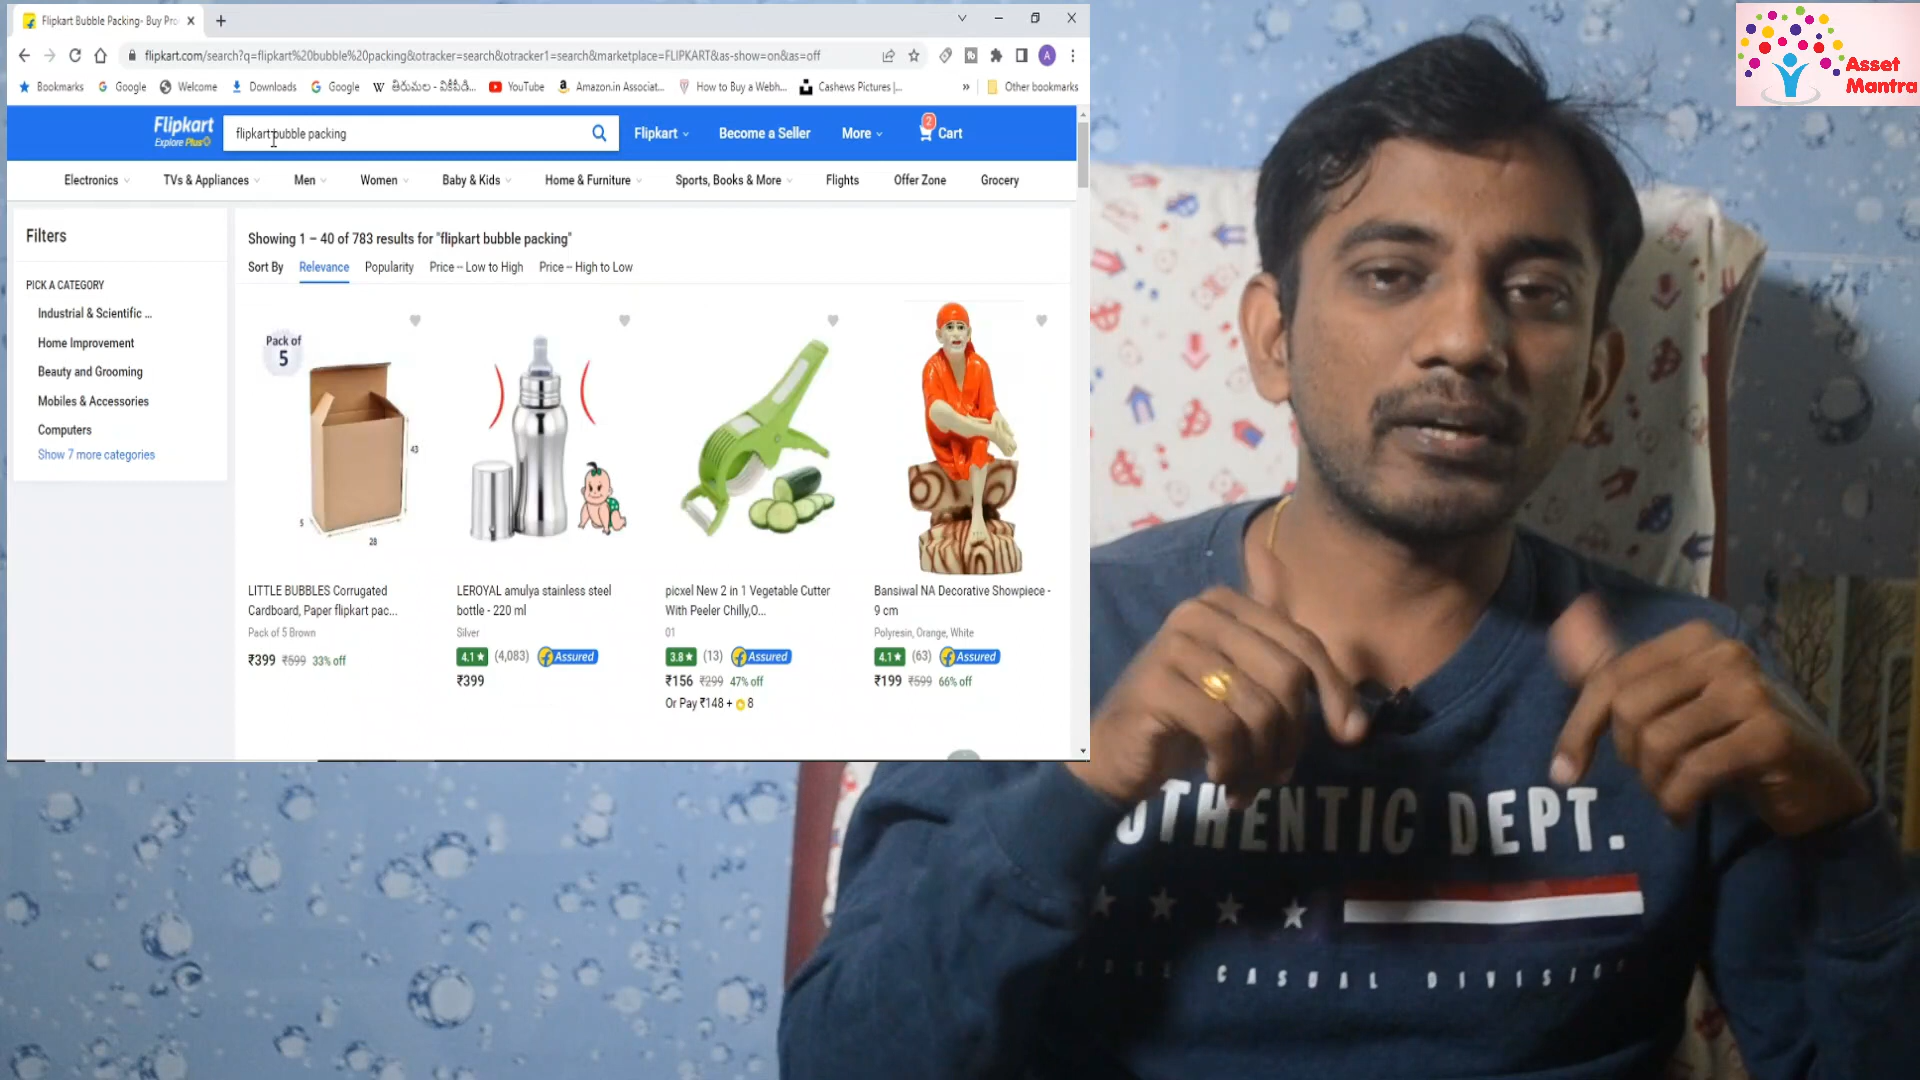 Flipkart Bubble Packing- Buy Pro
flipkart.com/search?q=flipkart%20bubble%20packing&otracker=search&otracker1=search&marketplace=FLIPKART&as-show=on&as=off
A
Bookmarks Google Welcome Downloads Google తిరుమల - వికీపీడి... YouTube Amazon.in Associat... How to Buy a Webh... Cashews Pictures |... » Other bookmarks
Flipkart
Explore Plus
flipkart bubble packing
Flipkart Become a Seller More 2 Cart
Electronics TVs & Appliances Men Women Baby & Kids Home & Furniture Sports, Books & More Flights Offer Zone Grocery
Filters
PICK A CATEGORY
Industrial & Scientific ...
Home Improvement
Beauty and Grooming
Mobiles & Accessories
Computers
Show 7 more categories
Showing 1 – 40 of 783 results for "flipkart bubble packing"
Sort By Relevance Popularity Price -- Low to High Price -- High to Low
Pack of
5
43
5
28
LITTLE BUBBLES Corrugated
Cardboard, Paper flipkart pac...
Pack of 5 Brown
₹399 ₹599 33% off
LEROYAL amulya stainless steel
bottle - 220 ml
Silver
4.1★ (4,083) Assured
₹399
picxel New 2 in 1 Vegetable Cutter
With Peeler Chilly,O...
01
3.8★ (13) Assured
₹156 ₹299 47% off
Or Pay ₹148 + 8
Bansiwal NA Decorative Showpiece -
9 cm
Polyresin, Orange, White
4.1★ (63) Assured
₹199 ₹599 66% off
Asset
Mantra
UTHENTIC DEPT.
CASUAL DIVISIO